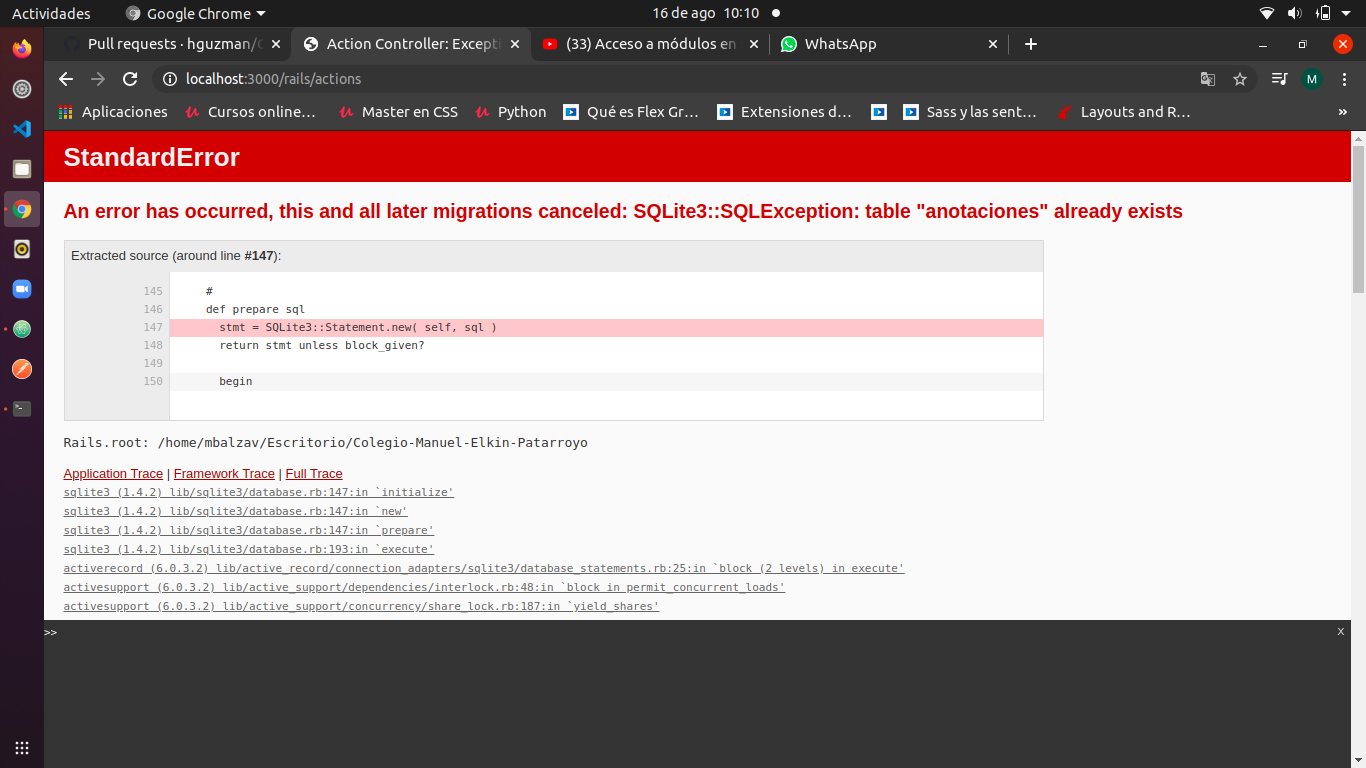 Actividades Google Chrome 16 de ago 10:10
Pull requests · hguzman/ Action Controller: Excepti (33) Acceso a módulos en WhatsApp
localhost:3000/rails/actions M
Aplicaciones Cursos online… Master en CSS Python Qué es Flex Gr… Extensiones d… Sass y las sent… Layouts and R… »
StandardError
An error has occurred, this and all later migrations canceled: SQLite3::SQLException: table "anotaciones" already exists
Extracted source (around line #147):
145 #
146 def prepare sql
147 stmt = SQLite3::Statement.new( self, sql )
148 return stmt unless block_given?
149
150 begin
Rails.root: /home/mbalzav/Escritorio/Colegio-Manuel-Elkin-Patarroyo
Application Trace | Framework Trace | Full Trace
sqlite3 (1.4.2) lib/sqlite3/database.rb:147:in `initialize'
sqlite3 (1.4.2) lib/sqlite3/database.rb:147:in `new'
sqlite3 (1.4.2) lib/sqlite3/database.rb:147:in `prepare'
sqlite3 (1.4.2) lib/sqlite3/database.rb:193:in `execute'
activerecord (6.0.3.2) lib/active_record/connection_adapters/sqlite3/database_statements.rb:25:in `block (2 levels) in execute'
activesupport (6.0.3.2) lib/active_support/dependencies/interlock.rb:48:in `block in permit_concurrent_loads'
activesupport (6.0.3.2) lib/active_support/concurrency/share_lock.rb:187:in `yield_shares'
>> x